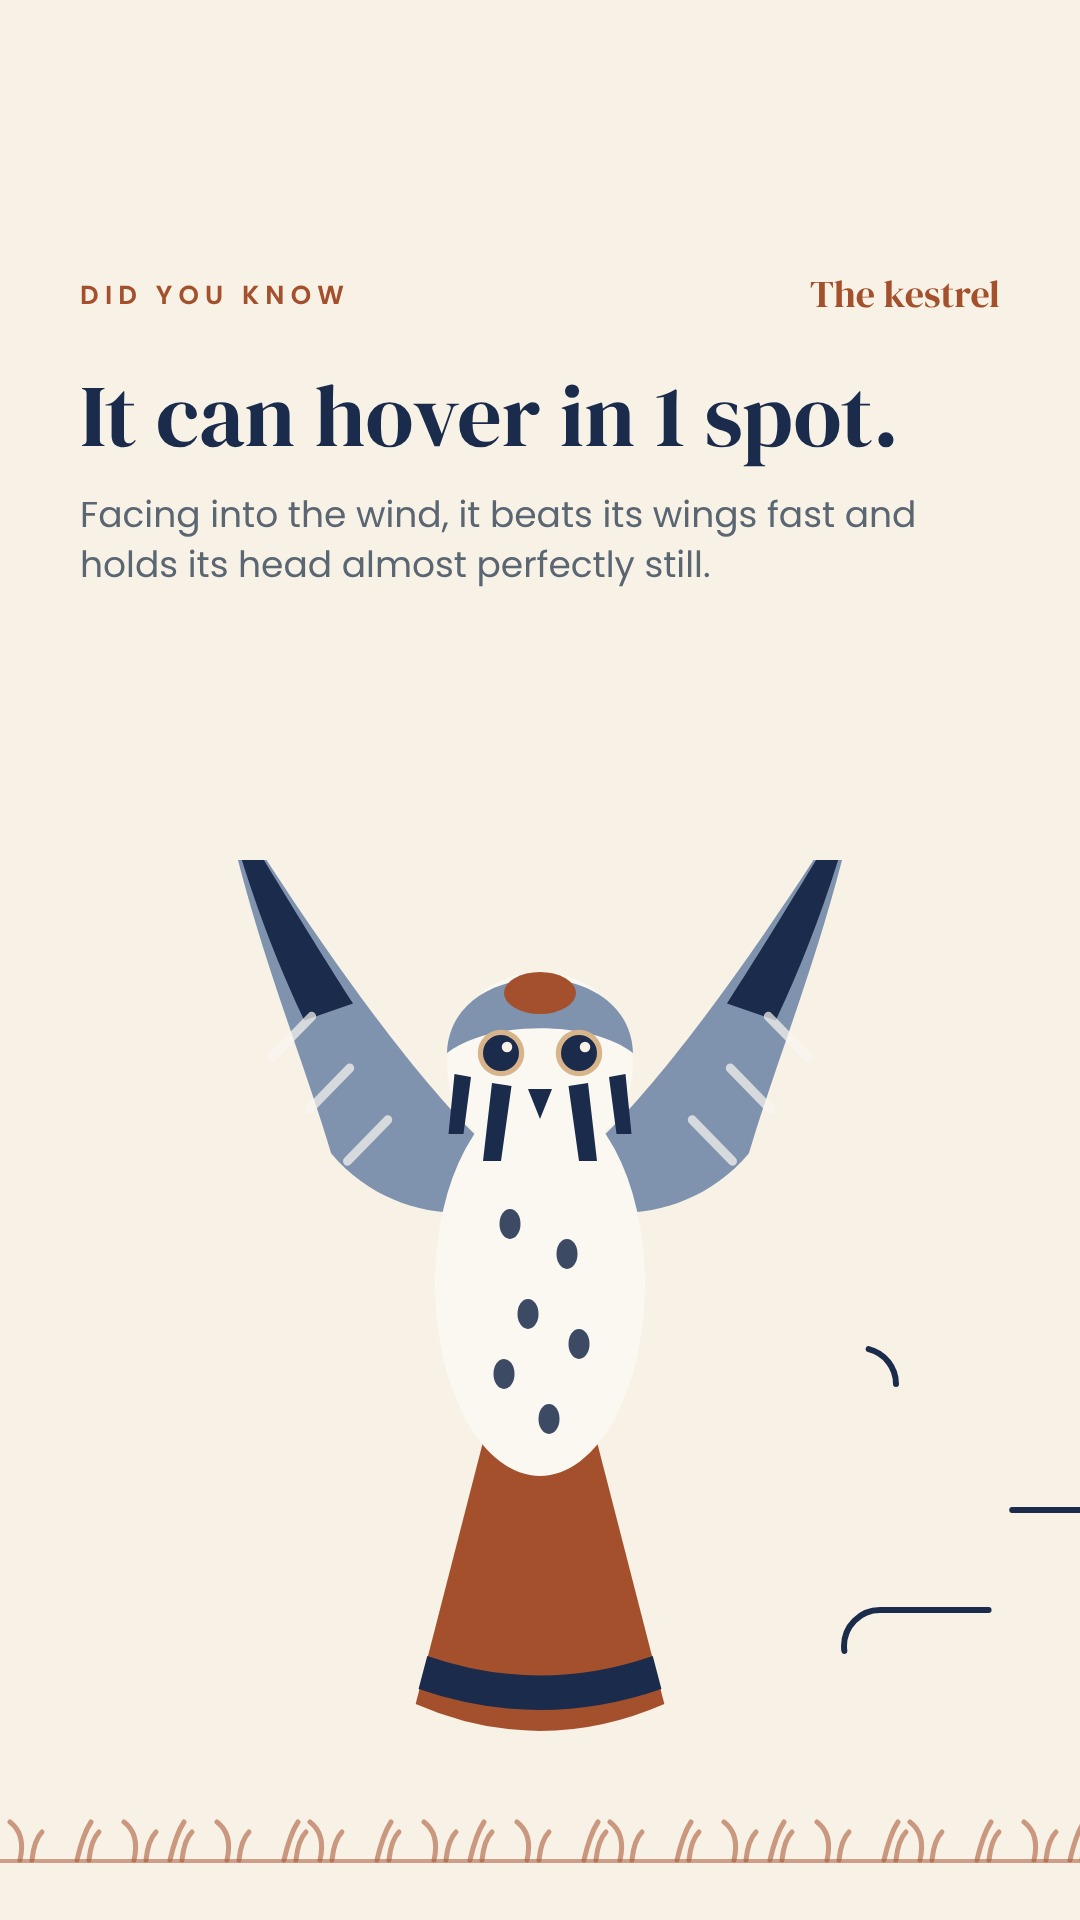 DID YOU KNOW
The kestrel
It can hover in 1 spot.
Facing into the wind, it beats its wings fast and
holds its head almost perfectly still.